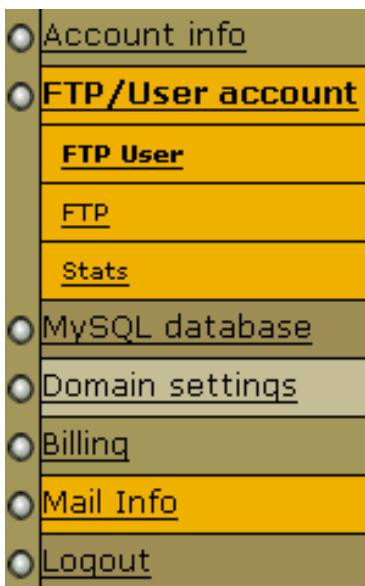 Account info
FTP/User account
FTP User
FTP
Stats
MySQL database
Domain settings
Billing
Mail Info
Logout